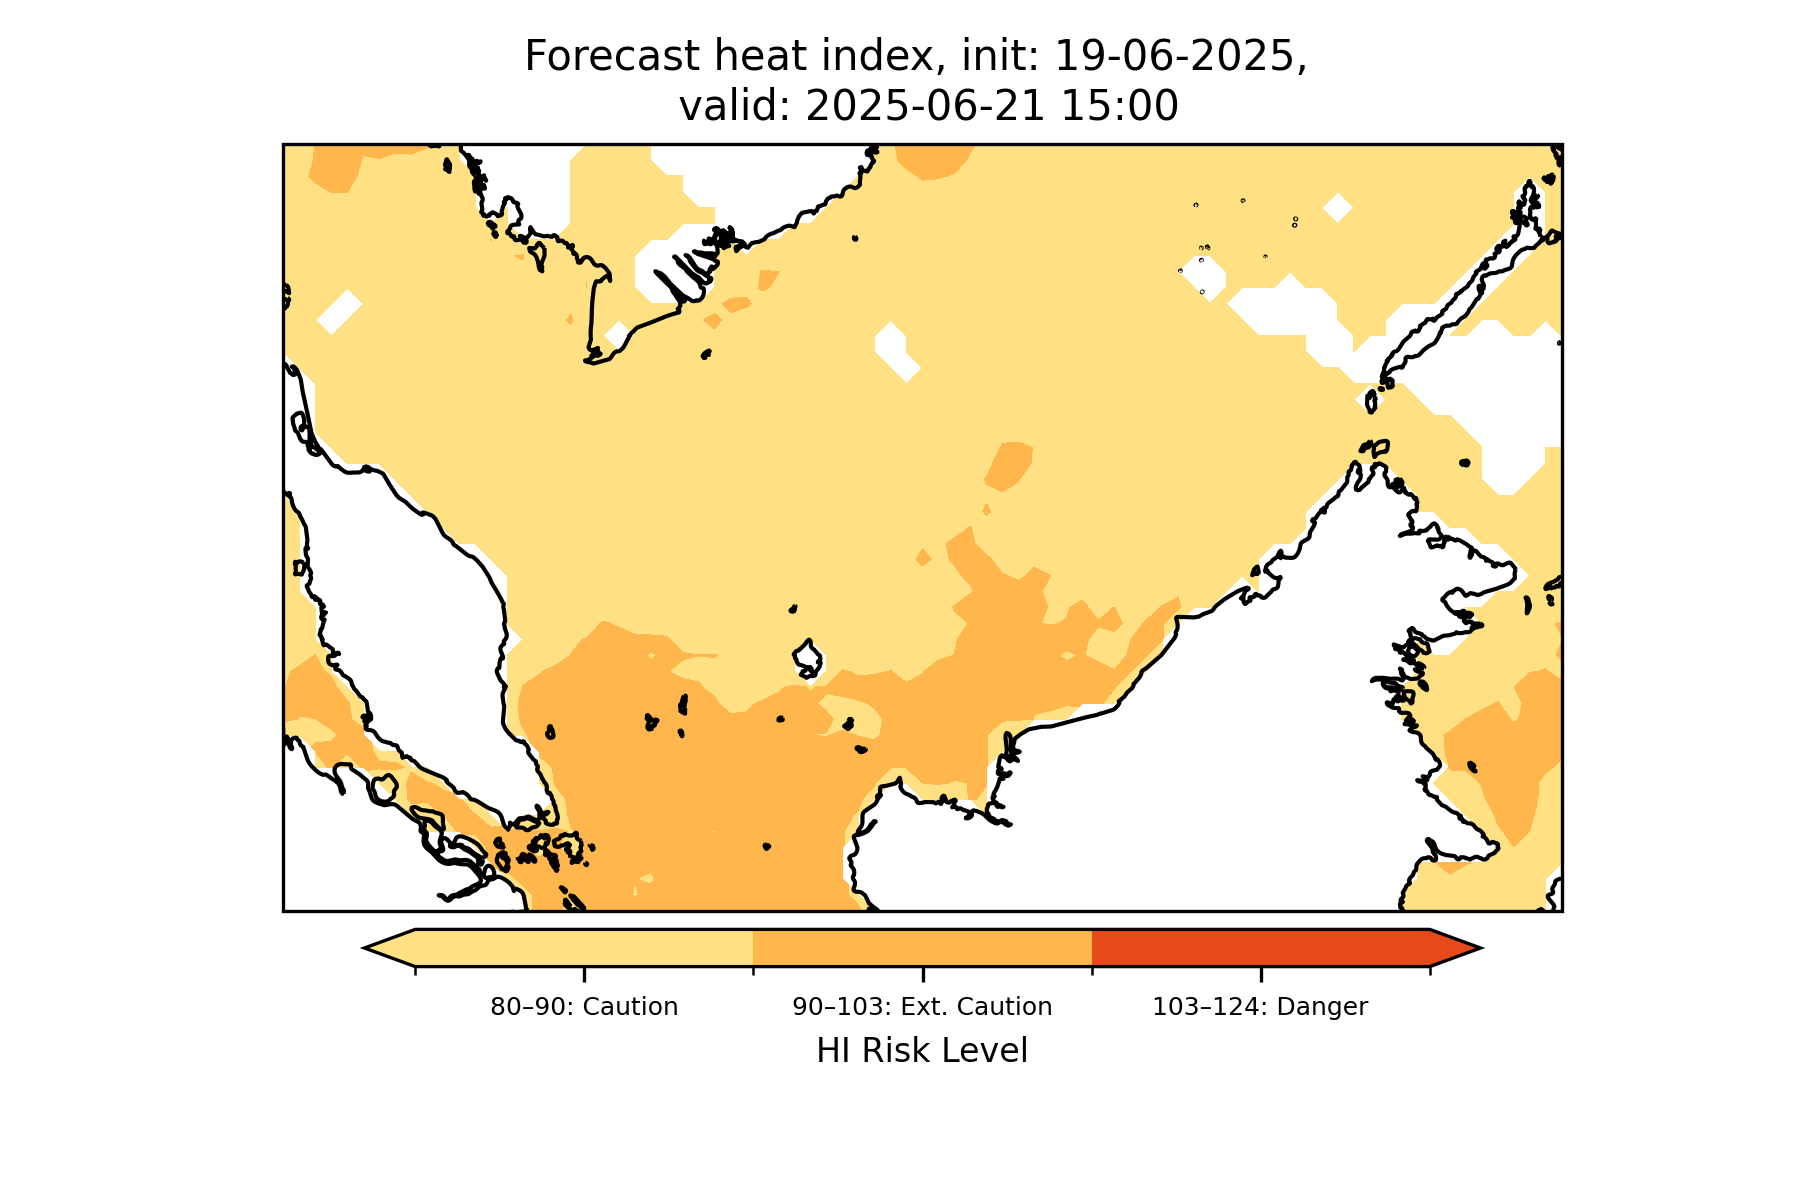 Forecast heat index, init: 19-06-2025,
valid: 2025-06-21 15:00
80–90: Caution
90–103: Ext. Caution
103–124: Danger
HI Risk Level